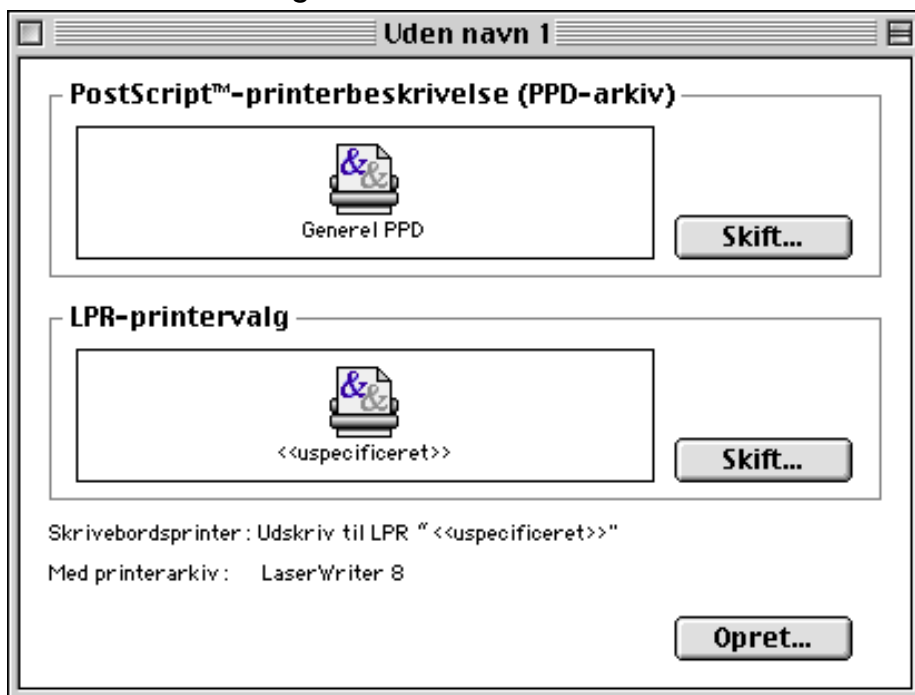 Uden navn 1
PostScript™-printerbeskrivelse (PPD-arkiv)
Generel PPD
Skift...
LPR-printervalg
<<uspecificeret>>
Skift...
Skrivebordsprinter: Udskriv til LPR “<<uspecificeret>>"
Med printerarkiv: LaserWriter 8
Opret...